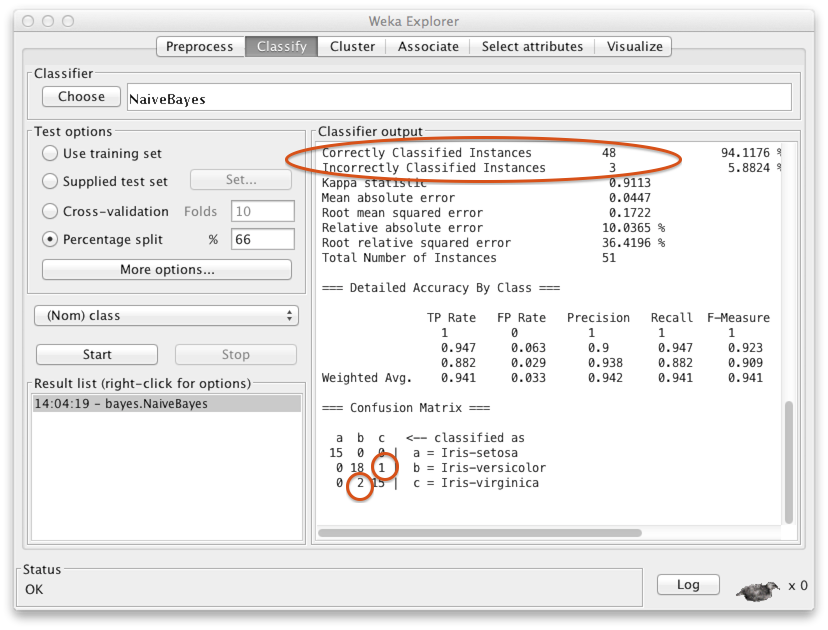 Weka Explorer
Preprocess Classify Cluster Associate Select attributes Visualize
Classifier
Choose NaiveBayes
Test options
Use training set
Supplied test set Set...
Cross-validation Folds 10
Percentage split % 66
More options...
(Nom) class
Start Stop
Result list (right-click for options)
14:04:19 - bayes.NaiveBayes
Classifier output
Correctly Classified Instances 48 94.1176 %
Incorrectly Classified Instances 3 5.8824 %
Kappa statistic 0.9113
Mean absolute error 0.0447
Root mean squared error 0.1722
Relative absolute error 10.0365 %
Root relative squared error 36.4196 %
Total Number of Instances 51
=== Detailed Accuracy By Class ===
TP Rate FP Rate Precision Recall F-Measure
1 0 1 1 1
0.947 0.063 0.9 0.947 0.923
0.882 0.029 0.938 0.882 0.909
Weighted Avg. 0.941 0.033 0.942 0.941 0.941
=== Confusion Matrix ===
a b c <-- classified as
15 0 0 | a = Iris-setosa
0 18 1 | b = Iris-versicolor
0 2 15 | c = Iris-virginica
Status
OK
Log x 0